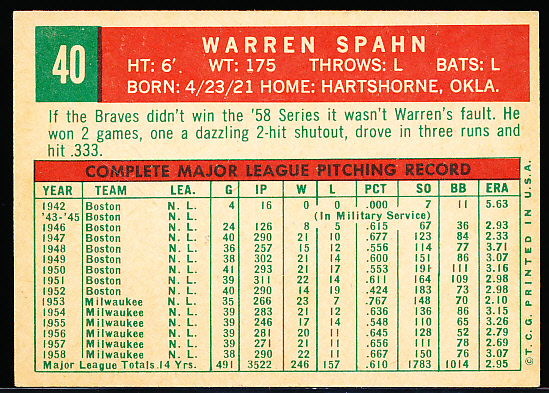 40
WARREN SPAHN
HT: 6'. WT: 175 THROWS: L BATS: L
BORN: 4/23/21 HOME: HARTSHORNE, OKLA.
If the Braves didn't win the '58 Series it wasn't Warren's fault. He
won 2 games, one a dazzling 2-hit shutout, drove in three runs and
hit .333.
COMPLETE MAJOR LEAGUE PITCHING RECORD
YEAR TEAM LEA. G IP W L PCT SO BB ERA
1942 Boston N. L. 4 16 0 0 .000 7 11 5.63
'43-'45 Boston N. L. (In Military Service)
1946 Boston N. L. 24 126 8 5 .615 67 36 2.93
1947 Boston N. L. 40 290 21 10 .677 123 84 2.33
1948 Boston N. L. 36 257 15 12 .556 114 77 3.71
1949 Boston N. L. 38 302 21 14 .600 151 86 3.07
1950 Boston N. L. 41 293 21 17 .553 191 111 3.16
1951 Boston N. L. 39 311 22 14 .611 164 109 2.98
1952 Boston N. L. 40 290 14 19 .424 183 73 2.98
1953 Milwaukee N. L. 35 266 23 7 .767 148 70 2.10
1954 Milwaukee N. L. 39 283 21 12 .636 136 86 3.15
1955 Milwaukee N. L. 39 246 17 14 .548 110 65 3.26
1956 Milwaukee N. L. 39 281 20 11 .645 128 52 2.79
1957 Milwaukee N. L. 39 271 21 11 .656 111 78 2.69
1958 Milwaukee N. L. 38 290 22 11 .667 150 76 3.07
Major League Totals 14 Yrs. 491 3522 246 157 .610 1783 1014 2.95
© T. C. G. PRINTED IN U.S.A.